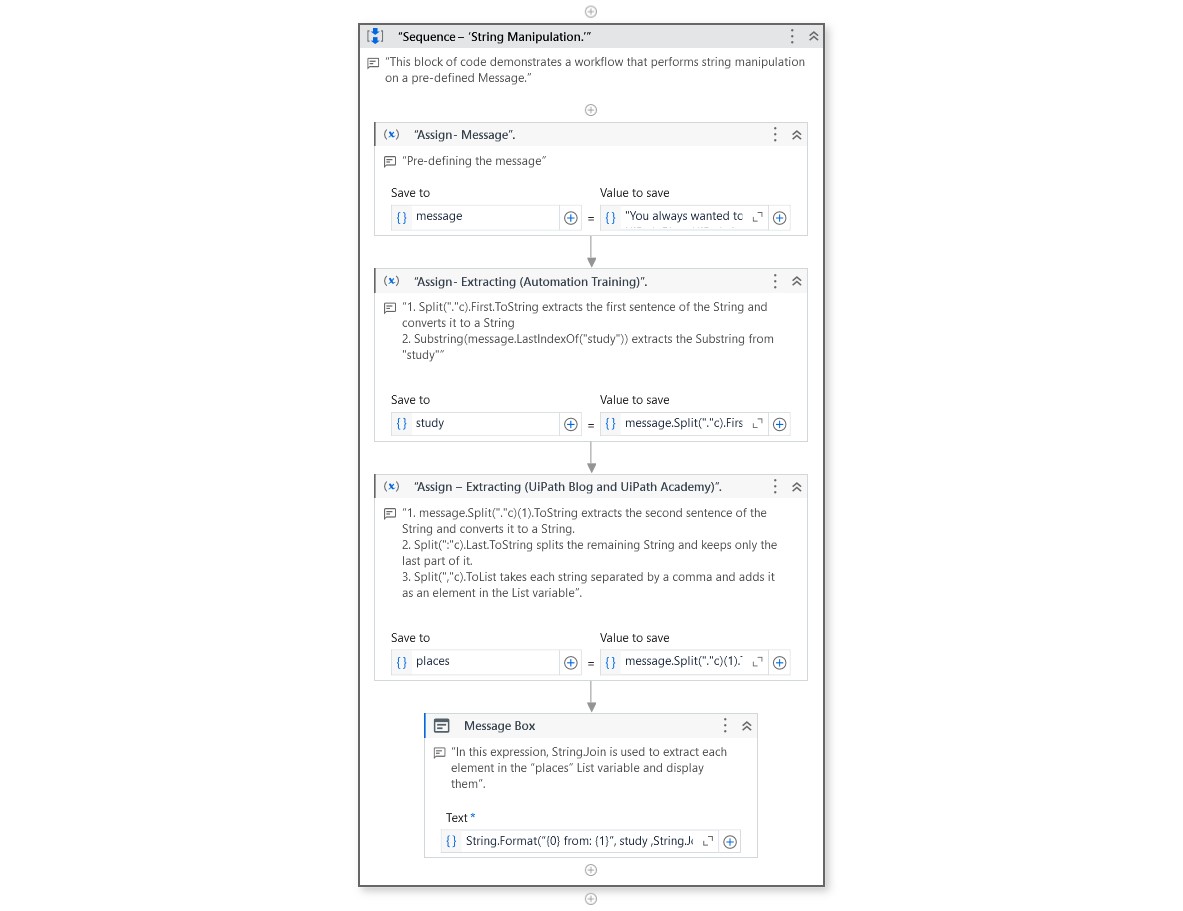 “Sequence – ‘String Manipulation.’”
“This block of code demonstrates a workflow that performs string manipulation
on a pre-defined Message.”
“Assign- Message”.
“Pre-defining the message”
Save to
Value to save
message
=
"You always wanted to
“Assign- Extracting (Automation Training)”.
“1. Split("."c).First.ToString extracts the first sentence of the String and
converts it to a String
2. Substring(message.LastIndexOf("study")) extracts the Substring from
"study"”
Save to
Value to save
study
=
message.Split("."c).Firs
“Assign – Extracting (UiPath Blog and UiPath Academy)”.
“1. message.Split("."c)(1).ToString extracts the second sentence of the
String and converts it to a String.
2. Split(":"c).Last.ToString splits the remaining String and keeps only the
last part of it.
3. Split(","c).ToList takes each string separated by a comma and adds it
as an element in the List variable”.
Save to
Value to save
places
=
message.Split("."c)(1).
Message Box
“In this expression, String.Join is used to extract each
element in the “places” List variable and display
them”.
Text *
String.Format(“{0} from: {1}”, study ,String.Jo